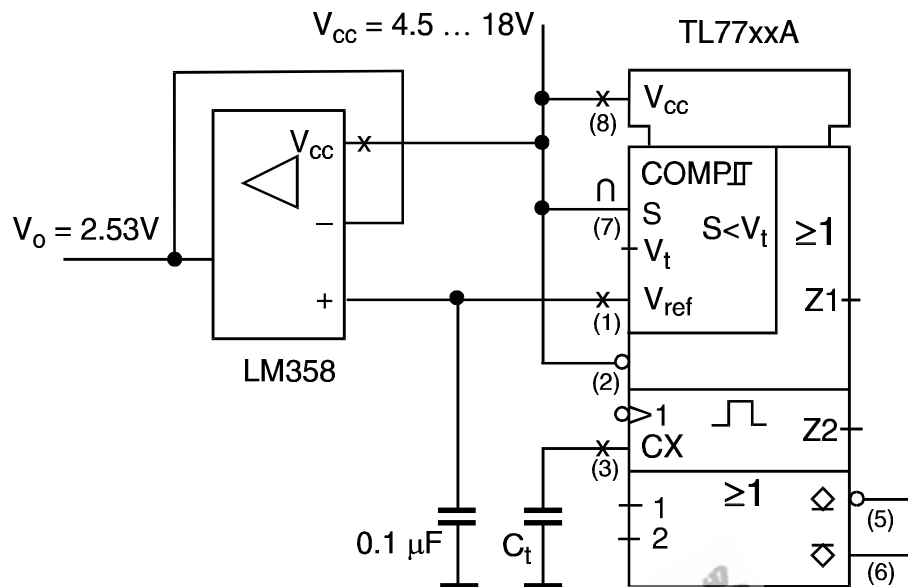 V_cc = 4.5 ... 18V
TL77xxA
V_cc
(8)
V_cc
COMP
∩
S
(7)
S<V_t
≥1
V_t
V_o = 2.53V
−
+
V_ref
(1)
Z1
LM358
(2)
1
Z2
CX
(3)
≥1
1
2
(5)
(6)
0.1 μF
C_t